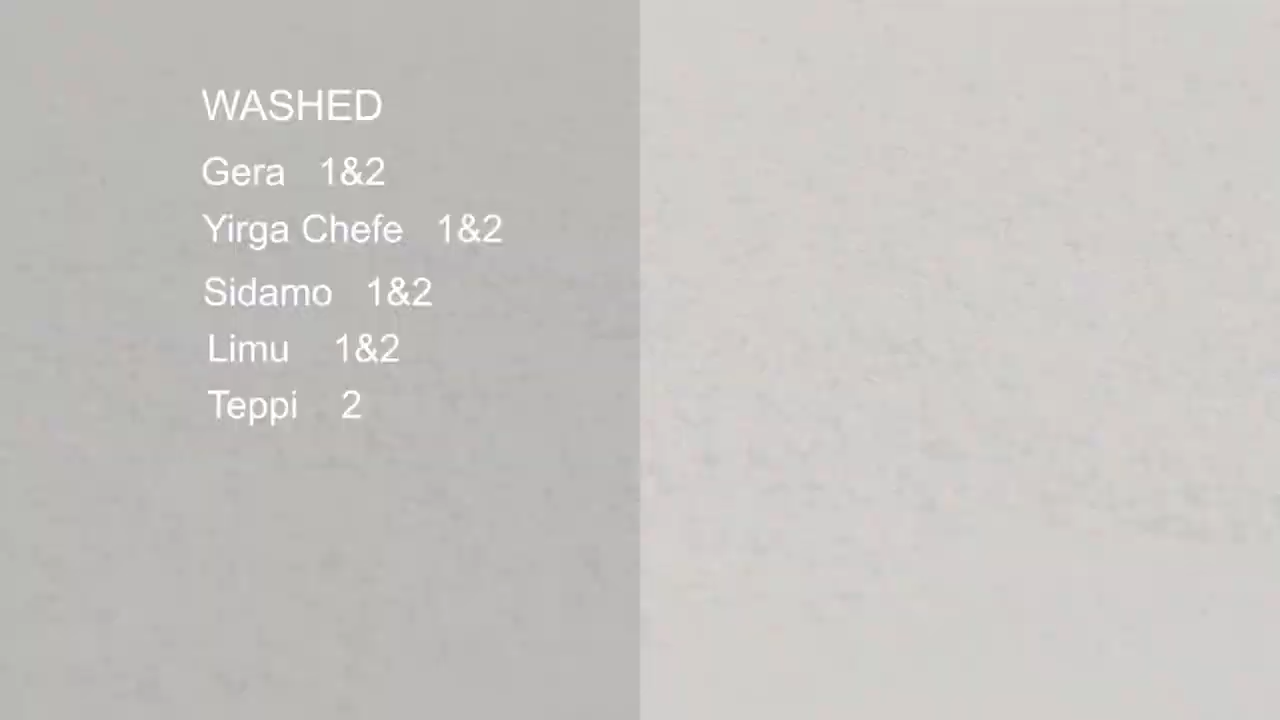 WASHED
Gera 1&2
Yirga Chefe 1&2
Sidamo 1&2
Limu 1&2
Teppi 2